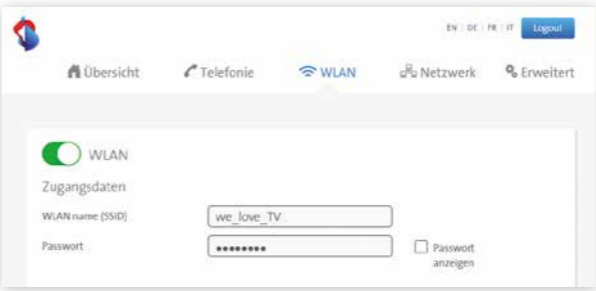 EN | DE | FR | IT Logout
Übersicht Telefonie WLAN Netzwerk Erweitert
WLAN
Zugangsdaten
WLAN name (SSID) we_love_TV
Passwort •••••••• Passwort
anzeigen